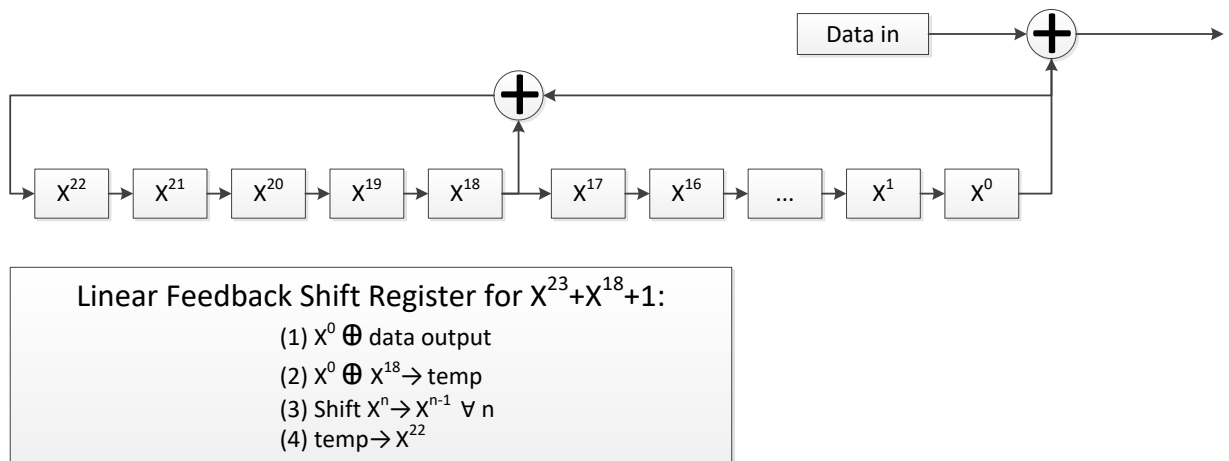 Data in
X²² X²¹ X²⁰ X¹⁹ X¹⁸ X¹⁷ X¹⁶ ... X¹ X⁰
Linear Feedback Shift Register for X²³+X¹⁸+1:
(1) X⁰ ⊕ data output
(2) X⁰ ⊕ X¹⁸→ temp
(3) Shift Xⁿ→Xⁿ⁻¹ ∀ n
(4) temp→X²²